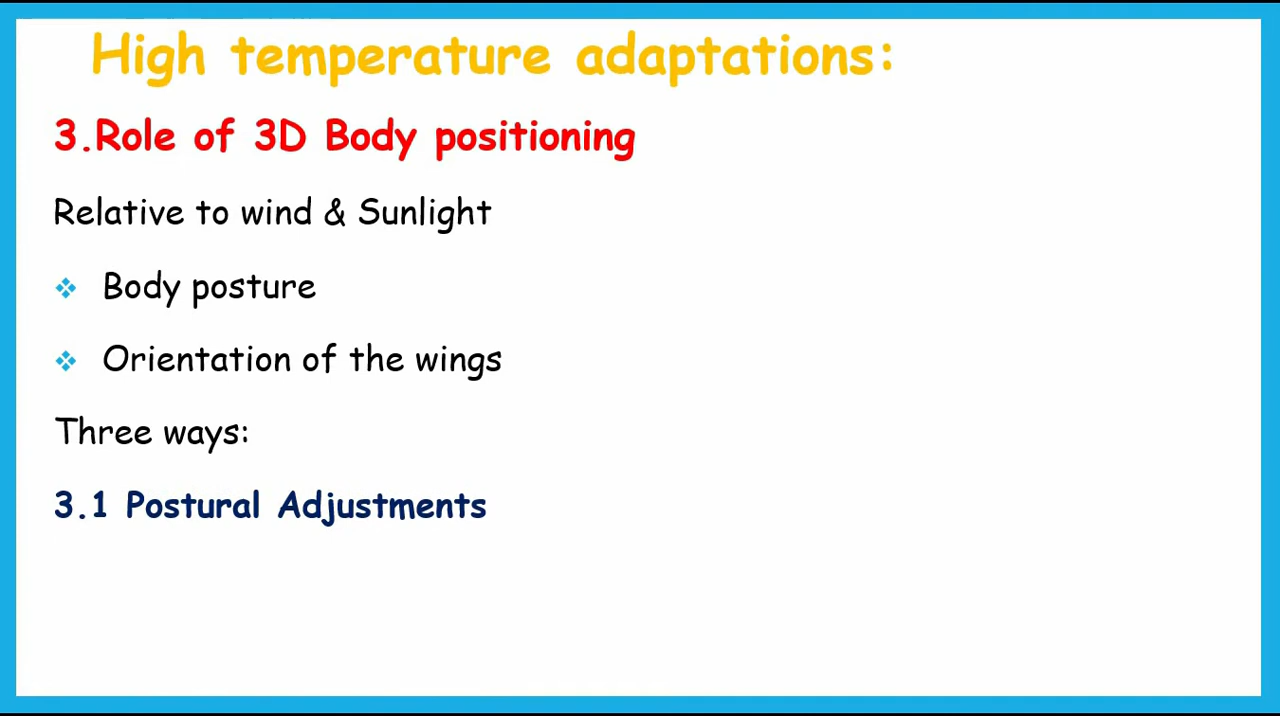 High temperature adaptations:
3.Role of 3D Body positioning
Relative to wind & Sunlight
❖ Body posture
❖ Orientation of the wings
Three ways:
3.1 Postural Adjustments